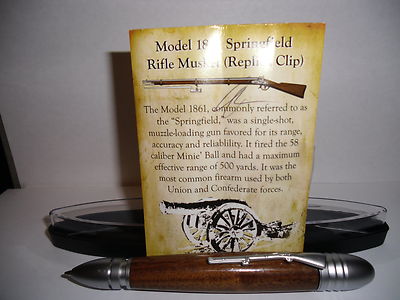 Model 18 Springfield
Rifle Musket (Replica Clip)
The Model 1861, commonly referred to as
the "Springfield," was a single-shot,
muzzle-loading gun favored for its range,
accuracy and reliablility. It fired the 58
caliber Minie' Ball and had a maximum
effective range of 500 yards. It was the
most common firearm used by both
Union and Confederate forces.